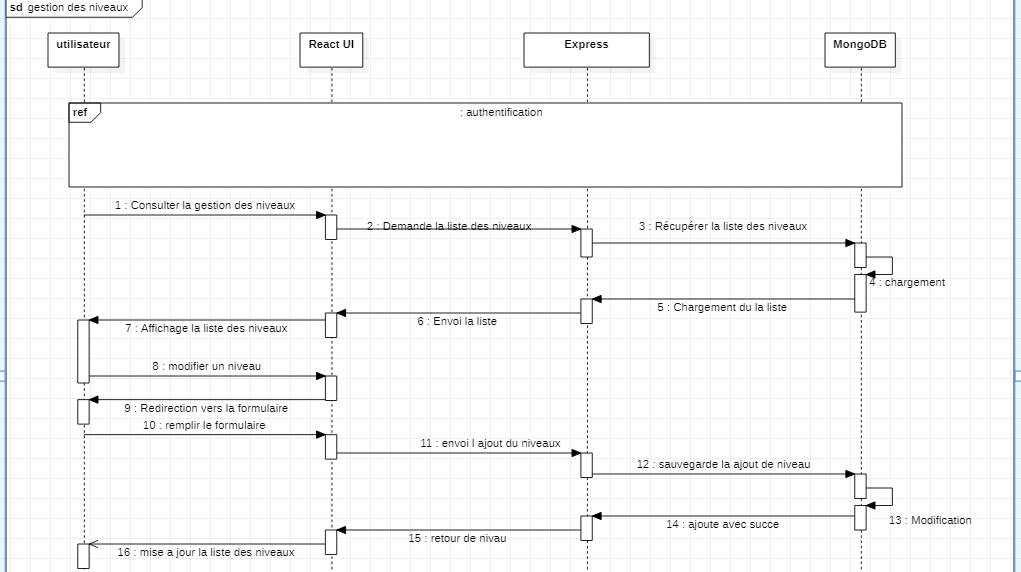 sd gestion des niveaux
utilisateur
React UI
Express
MongoDB
ref
: authentification
1 : Consulter la gestion des niveaux
2 : Demande la liste des niveaux
3 : Récupérer la liste des niveaux
4 : chargement
5 : Chargement du la liste
6 : Envoi la liste
7 : Affichage la liste des niveaux
8 : modifier un niveau
9 : Redirection vers la formulaire
10 : remplir le formulaire
11 : envoi l ajout du niveaux
12 : sauvegarde la ajout de niveau
13 : Modification
14 : ajoute avec succe
15 : retour de nivau
16 : mise a jour la liste des niveaux